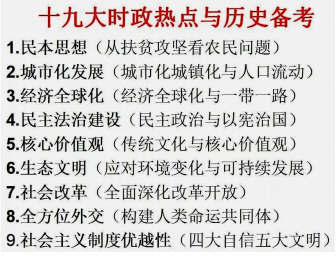 十九大时政热点与历史备考
1.民本思想（从扶贫攻坚看农民问题）
2.城市化发展（城市化城镇化与人口流动）
3.经济全球化（经济全球化与一带一路）
4.民主法治建设（民主政治与以宪治国）
5.核心价值观（传统文化与核心价值观）
6.生态文明（应对环境变化与可持续发展）
7.社会改革（全面深化改革开放）
8.全方位外交（构建人类命运共同体）
9.社会主义制度优越性（四大自信五大文明）